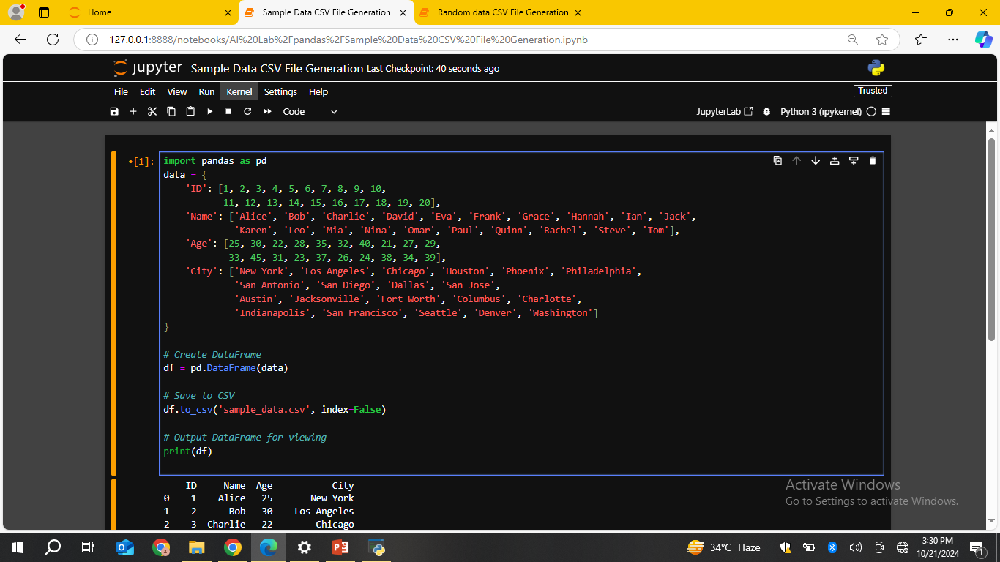 Home
Sample Data CSV File Generation
Random data CSV File Generation
127.0.0.1:8888/notebooks/AI%20Lab%2Fpandas%2FSample%20Data%20CSV%20File%20Generation.ipynb
jupyter Sample Data CSV File Generation Last Checkpoint: 40 seconds ago
File Edit View Run Kernel Settings Help
Trusted
Code
JupyterLab
Python 3 (ipykernel)
[1]:
import pandas as pd
data = {
    'ID': [1, 2, 3, 4, 5, 6, 7, 8, 9, 10,
           11, 12, 13, 14, 15, 16, 17, 18, 19, 20],
    'Name': ['Alice', 'Bob', 'Charlie', 'David', 'Eva', 'Frank', 'Grace', 'Hannah', 'Ian', 'Jack',
             'Karen', 'Leo', 'Mia', 'Nina', 'Omar', 'Paul', 'Quinn', 'Rachel', 'Steve', 'Tom'],
    'Age': [25, 30, 22, 28, 35, 32, 40, 21, 27, 29,
            33, 45, 31, 23, 37, 26, 24, 38, 34, 39],
    'City': ['New York', 'Los Angeles', 'Chicago', 'Houston', 'Phoenix', 'Philadelphia',
             'San Antonio', 'San Diego', 'Dallas', 'San Jose',
             'Austin', 'Jacksonville', 'Fort Worth', 'Columbus', 'Charlotte',
             'Indianapolis', 'San Francisco', 'Seattle', 'Denver', 'Washington']
}
# Create DataFrame
df = pd.DataFrame(data)
# Save to CSV
df.to_csv('sample_data.csv', index=False)
# Output DataFrame for viewing
print(df)
ID Name Age City
0 1 Alice 25 New York
1 2 Bob 30 Los Angeles
2 3 Charlie 22 Chicago
Activate Windows
Go to Settings to activate Windows.
34°C Haze
3:30 PM
10/21/2024
1